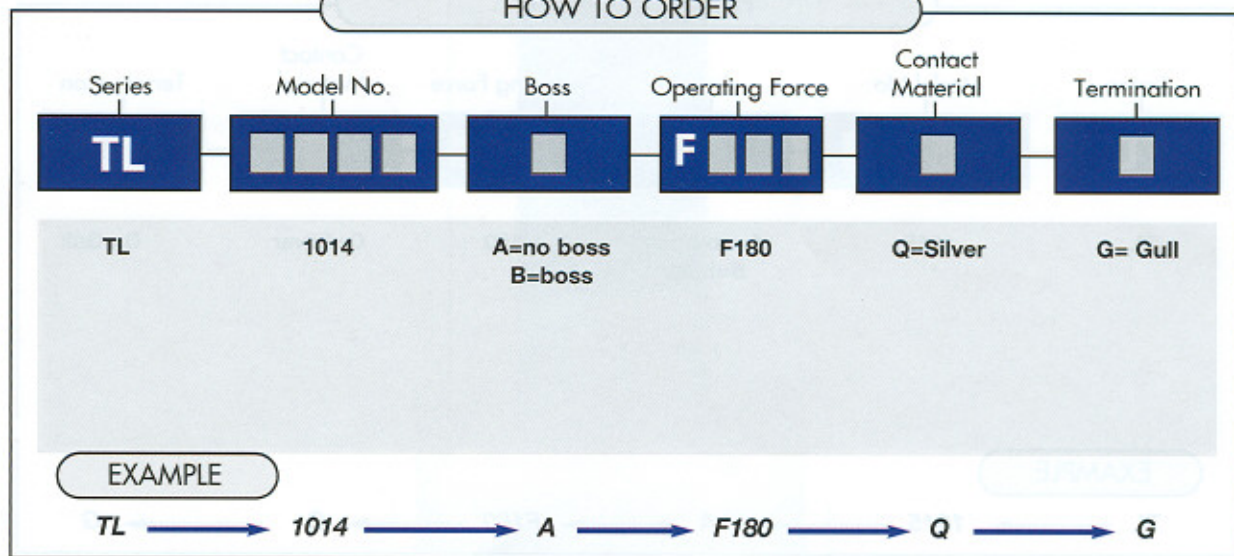 HOW TO ORDER
Series Model No. Boss Operating Force Contact Material Termination
TL F
TL 1014 A=no boss F180 Q=Silver G= Gull
B=boss
EXAMPLE
TL 1014 A F180 Q G